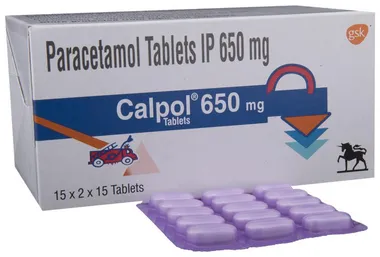 gsk
Paracetamol Tablets IP 650 mg
Calpol® 650 mg
Tablets
15 x 2 x 15 Tablets